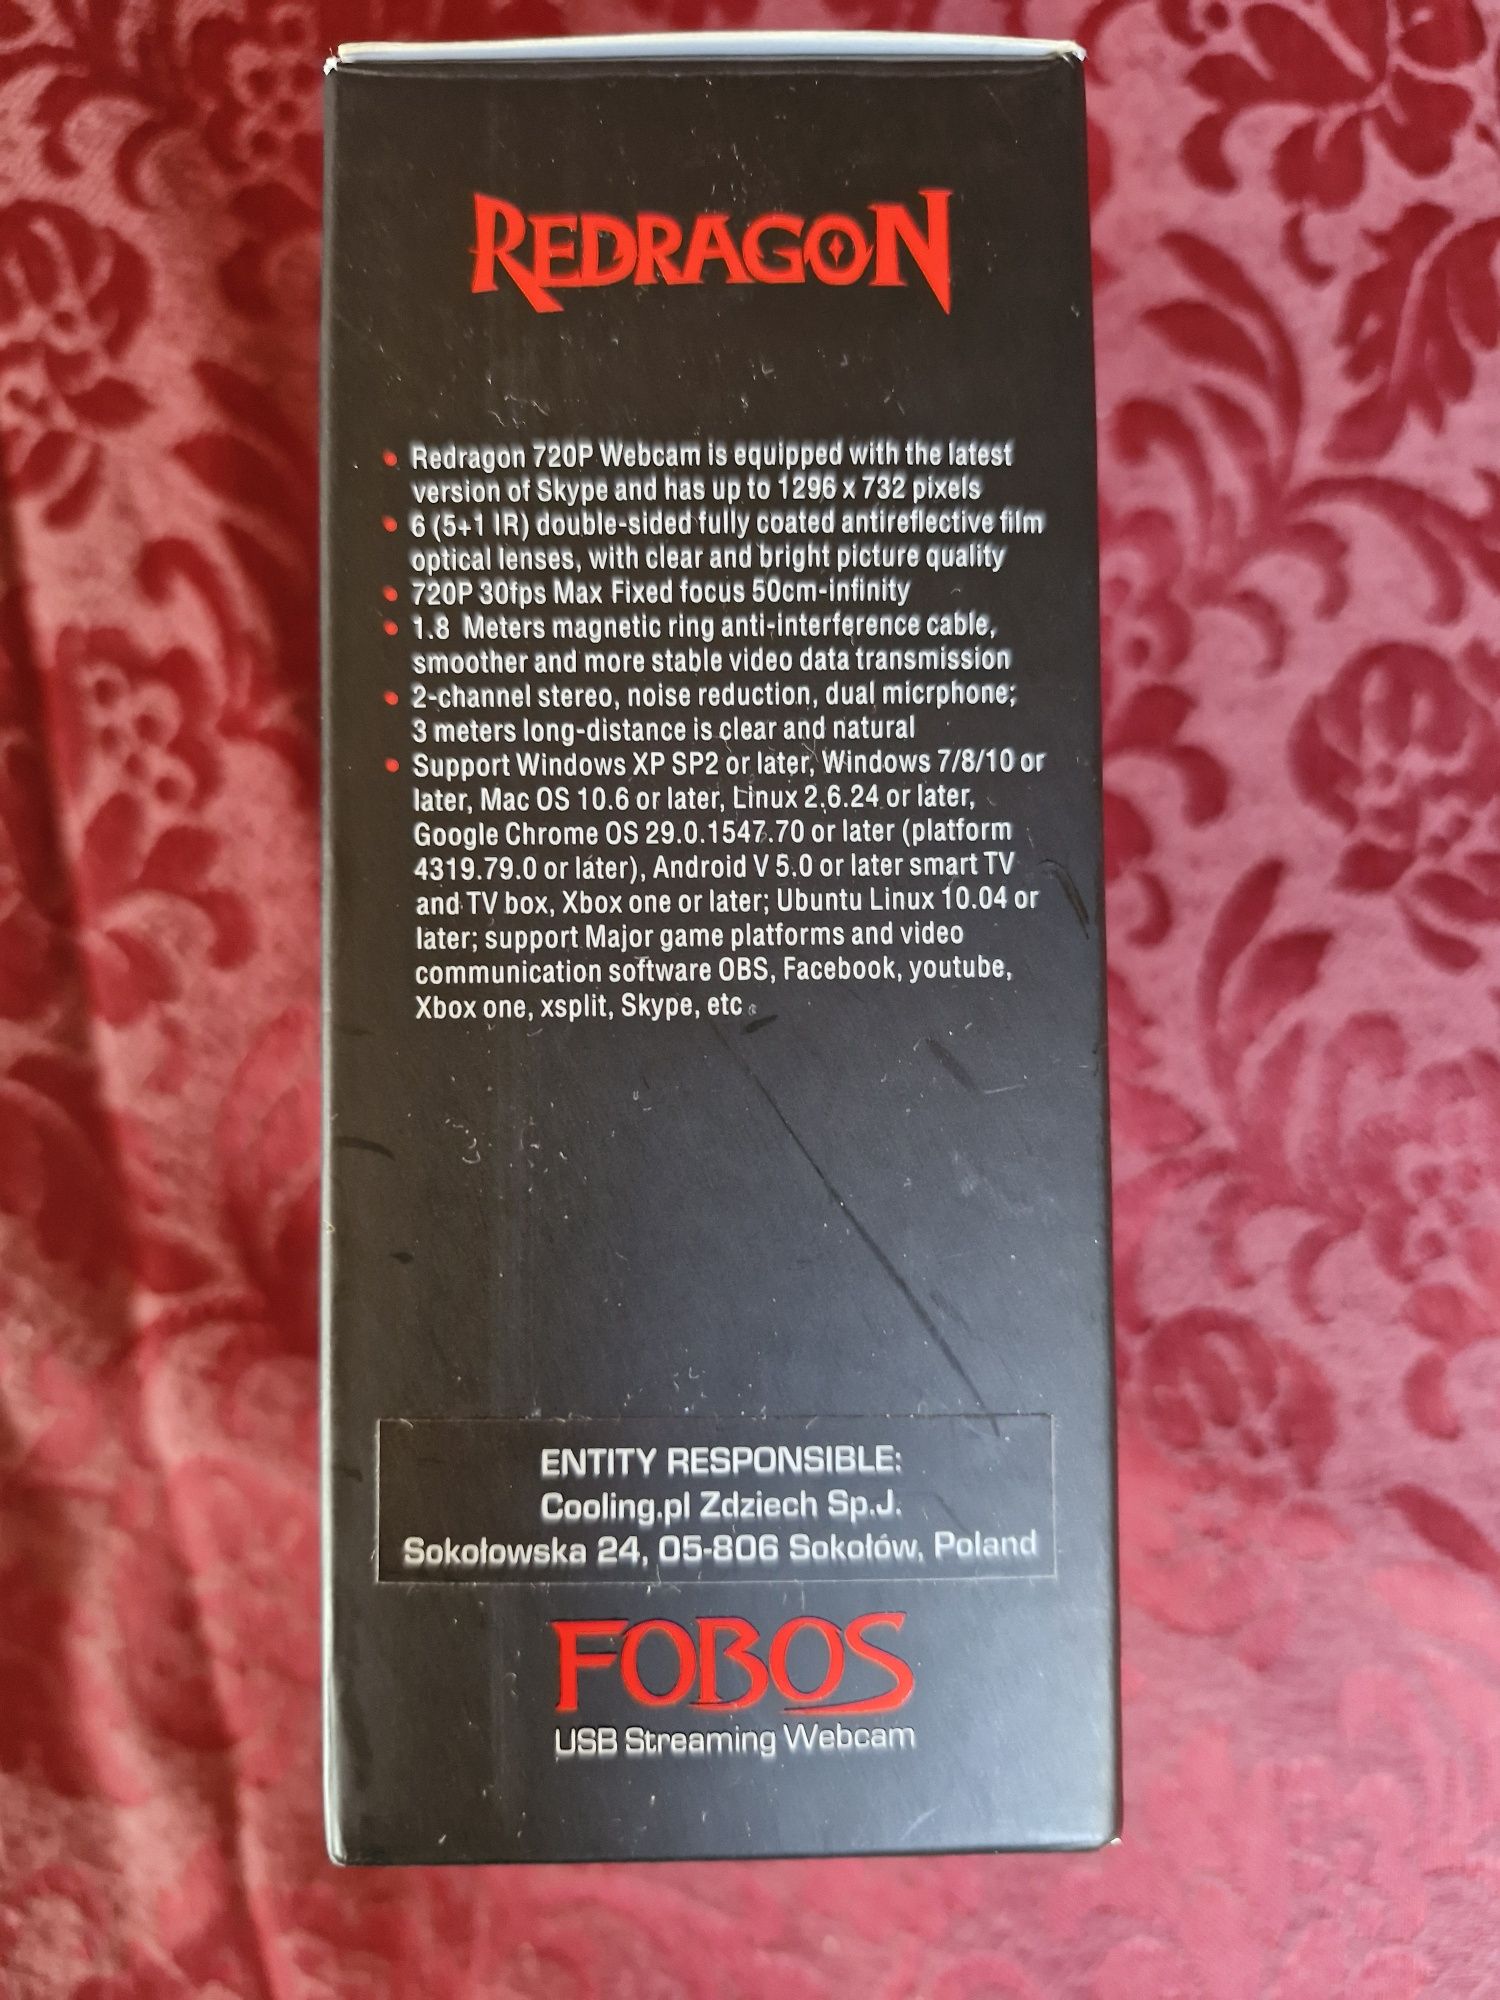 REDRAGON
• Redragon 720P Webcam is equipped with the latest
version of Skype and has up to 1296 x 732 pixels
• 6 (5+1 IR) double-sided fully coated antireflective film
optical lenses, with clear and bright picture quality
• 720P 30fps Max Fixed focus 50cm-infinity
• 1.8 Meters magnetic ring anti-interference cable,
smoother and more stable video data transmission
• 2-channel stereo, noise reduction, dual micrphone;
3 meters long-distance is clear and natural
• Support Windows XP SP2 or later, Windows 7/8/10 or
later, Mac OS 10.6 or later, Linux 2.6.24 or later,
Google Chrome OS 29.0.1547.70 or later (platform
4319.79.0 or later), Android V 5.0 or later smart TV
and TV box, Xbox one or later; Ubuntu Linux 10.04 or
later; support Major game platforms and video
communication software OBS, Facebook, youtube,
Xbox one, xsplit, Skype, etc。
ENTITY RESPONSIBLE:
Cooling.pl Zdziech Sp.J.
Sokołowska 24, 05-806 Sokołów, Poland
FOBOS
USB Streaming Webcam